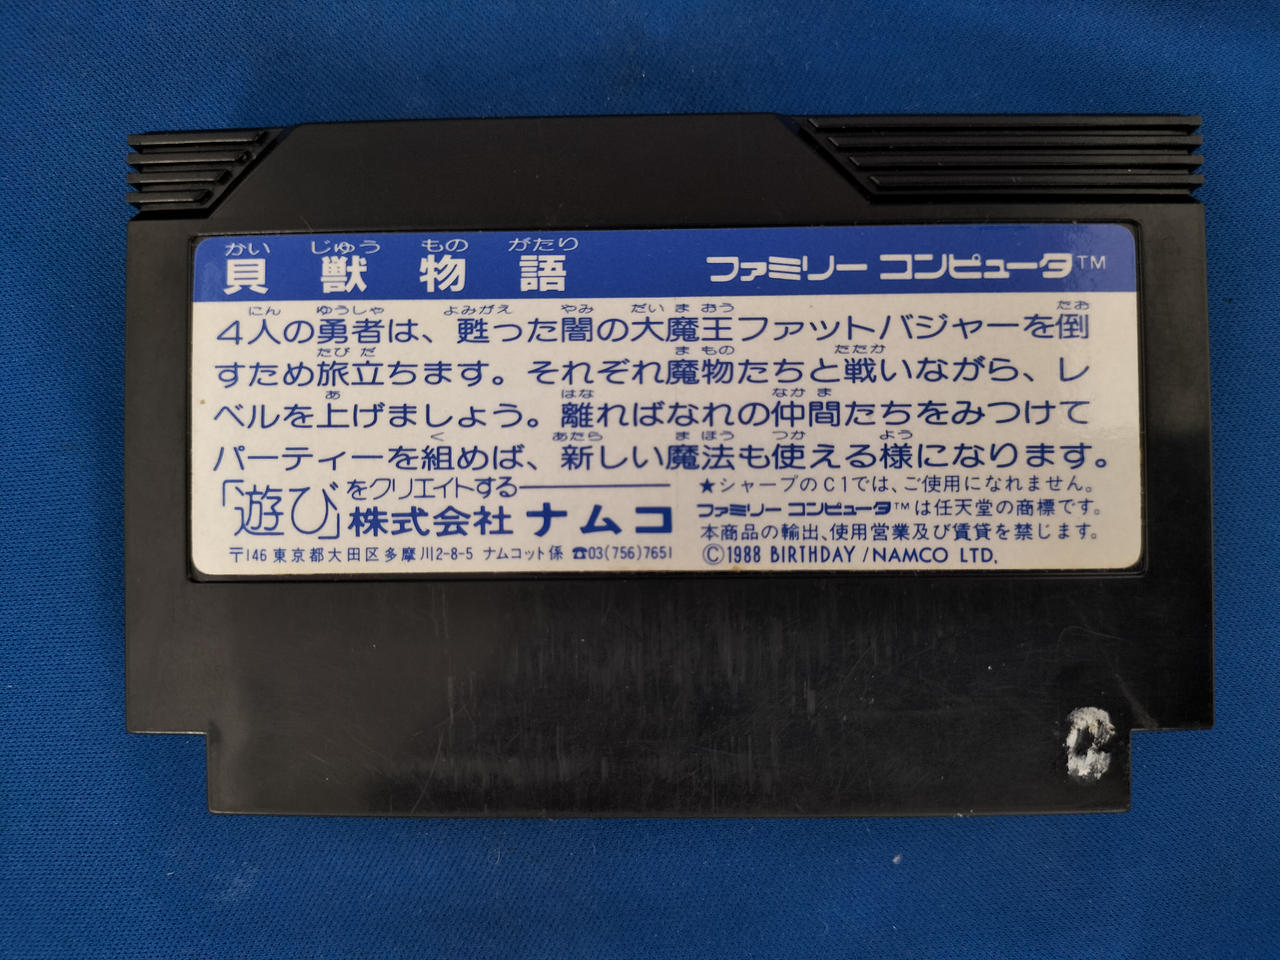 かい じゅう もの がたり
貝獣物語 ファミリーコンピュータ™
にん ゆうしゃ よみがえ やみ だい ま おう たお
4人の勇者は、甦った闇の大魔王ファットバジャーを倒
たび だ ま もの たたか
すため旅立ちます。それぞれ魔物たちと戦いながら、レ
あ はな なか ま
ベルを上げましょう。離ればなれの仲間たちをみつけて
く あたら ま ほう つか よう
パーティーを組めば、新しい魔法も使える様になります。
「遊び」をクリエイトする
株式会社ナムコ
〒146 東京都大田区多摩川2-8-5 ナムコット係 ☎03(756)7651
★シャープのC1では、ご使用になれません。
ファミリーコンピュータ™は任天堂の商標です。
本商品の輸出、使用営業及び賃貸を禁じます。
©1988 BIRTHDAY/NAMCO LTD.